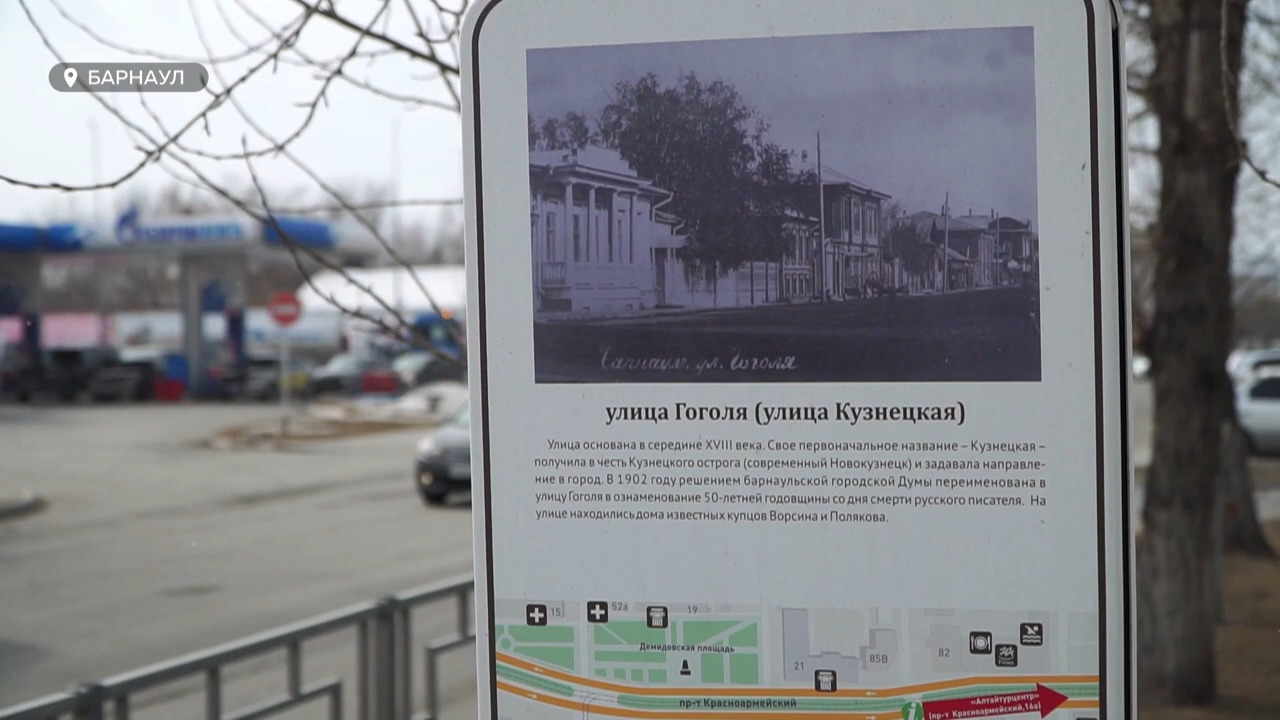 БАРНАУЛ
ГАЗПРОМ
Барнаул. ул. Гоголя
улица Гоголя (улица Кузнецкая)
Улица основана в середине XVIII века. Свое первоначальное название – Кузнецкая –
получила в честь Кузнецкого острога (современный Новокузнецк) и задавала направле-
ние в город. В 1902 году решением барнаульской городской Думы переименована в
улицу Гоголя в ознаменование 50-летней годовщины со дня смерти русского писателя. На
улице находились дома известных купцов Ворсина и Полякова.
15
52а
19
Демидовская площадь
21
85В
82
пр-т Красноармейский
«Алтайтурцентр»
(пр-т Красноармейский,16а)